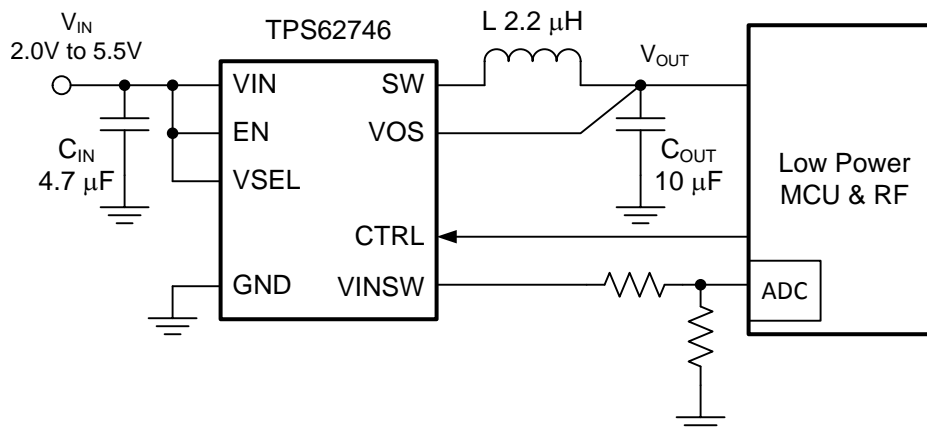 TPS62746
L 2.2 μH
VIN
2.0V to 5.5V
VOUT
VIN
SW
EN
VOS
CIN
4.7 μF
VSEL
COUT
10 μF
Low Power
MCU & RF
CTRL
GND
VINSW
ADC